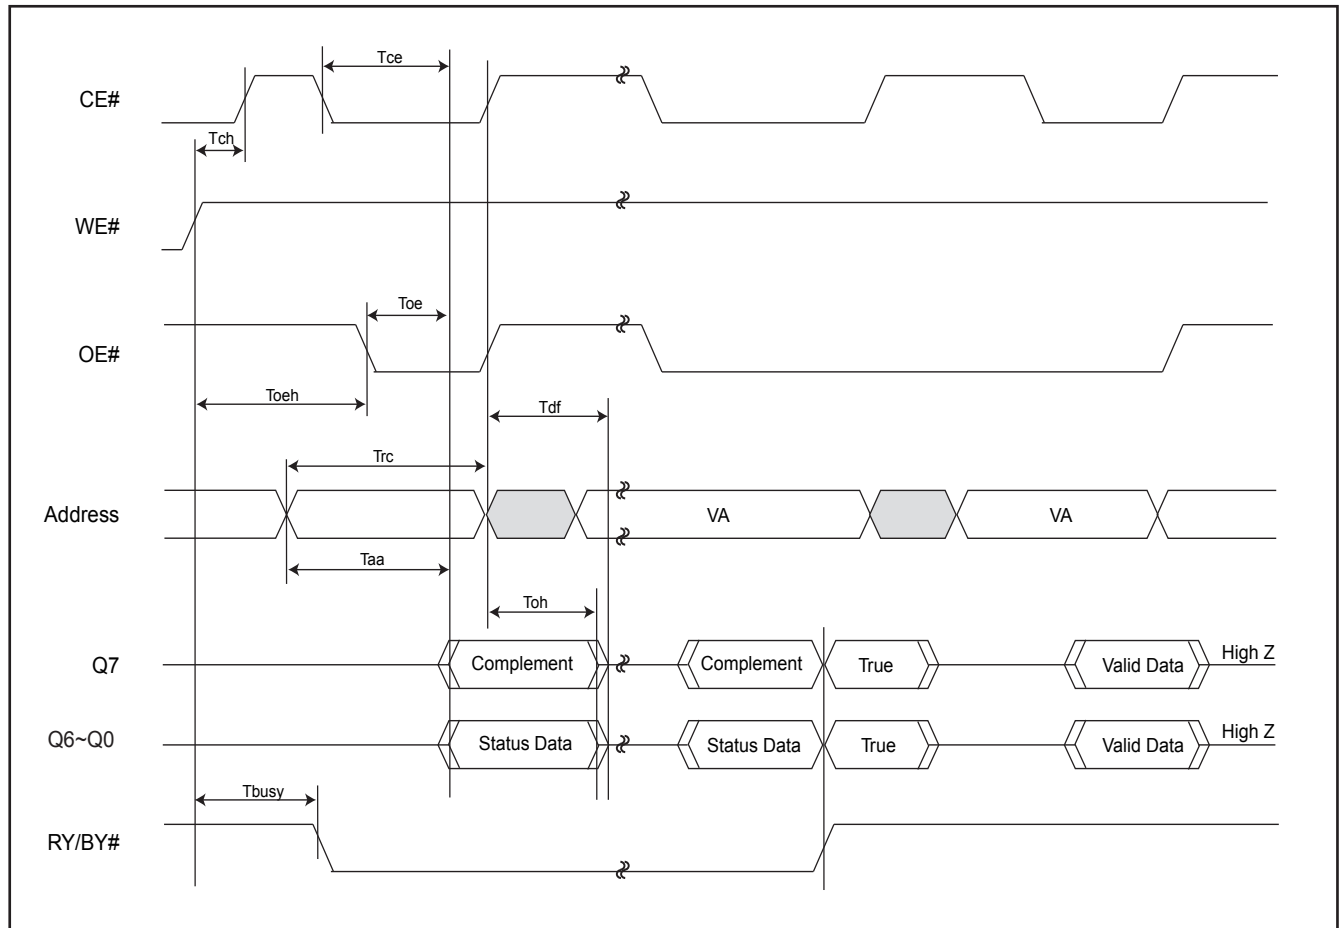 Tce
CE#
Tch
WE#
Toe
OE#
Toeh
Tdf
Trc
Address
VA
VA
Taa
Toh
Q7
Complement
Complement
True
Valid Data
High Z
Q6~Q0
Status Data
Status Data
True
Valid Data
High Z
Tbusy
RY/BY#